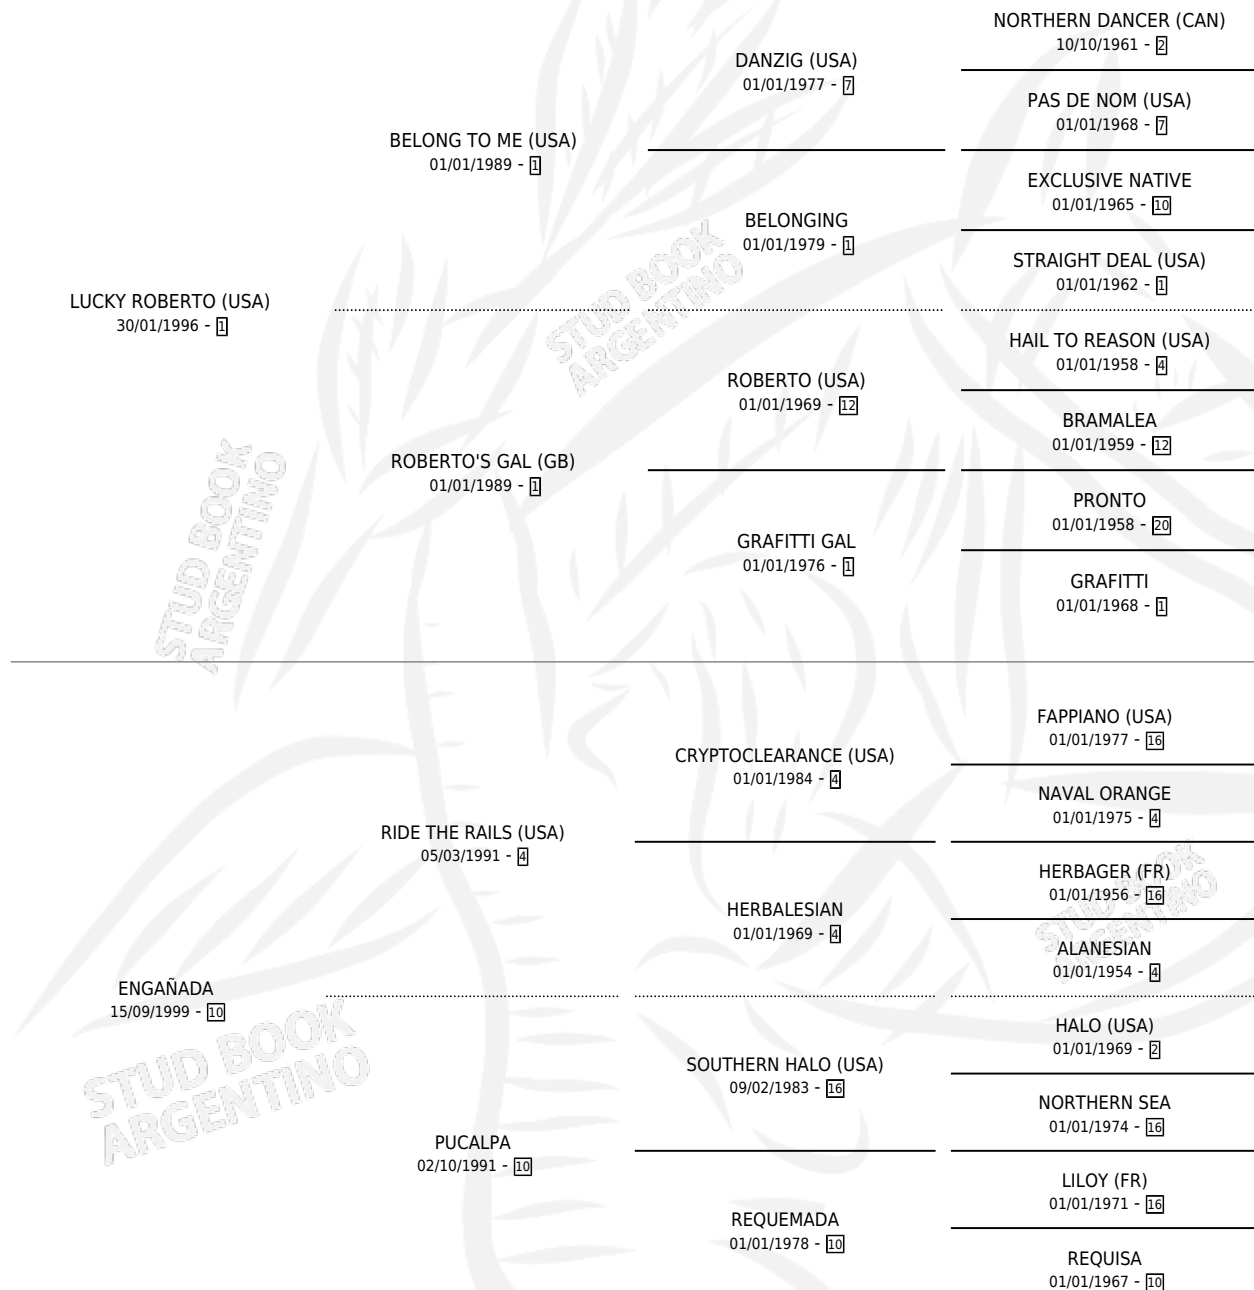 NORTHERN DANCER (CAN)
10/10/1961 - 2
DANZIG (USA)
01/01/1977 - 7
PAS DE NOM (USA)
01/01/1968 - 7
BELONG TO ME (USA)
01/01/1989 - 1
EXCLUSIVE NATIVE
01/01/1965 - 10
BELONGING
01/01/1979 - 1
STRAIGHT DEAL (USA)
01/01/1962 - 1
LUCKY ROBERTO (USA)
30/01/1996 - 1
STUD BOOK
ARGENTINO
HAIL TO REASON (USA)
01/01/1958 - 4
ROBERTO (USA)
01/01/1969 - 12
BRAMALEA
01/01/1959 - 12
ROBERTO'S GAL (GB)
01/01/1989 - 1
PRONTO
01/01/1958 - 20
GRAFITTI GAL
01/01/1976 - 1
GRAFITTI
01/01/1968 - 1
STUD BOOK
ARGENTINO
FAPPIANO (USA)
01/01/1977 - 16
CRYPTOCLEARANCE (USA)
01/01/1984 - 4
NAVAL ORANGE
01/01/1975 - 4
RIDE THE RAILS (USA)
05/03/1991 - 4
HERBAGER (FR)
01/01/1956 - 16
HERBALESIAN
01/01/1969 - 4
STUD BOOK
ARGENTINO
ALANESIAN
01/01/1954 - 4
ENGAÑADA
15/09/1999 - 10
STUD BOOK
ARGENTINO
HALO (USA)
01/01/1969 - 2
SOUTHERN HALO (USA)
09/02/1983 - 16
NORTHERN SEA
01/01/1974 - 16
PUCALPA
02/10/1991 - 10
LILOY (FR)
01/01/1971 - 16
REQUEMADA
01/01/1978 - 10
REQUISA
01/01/1967 - 10